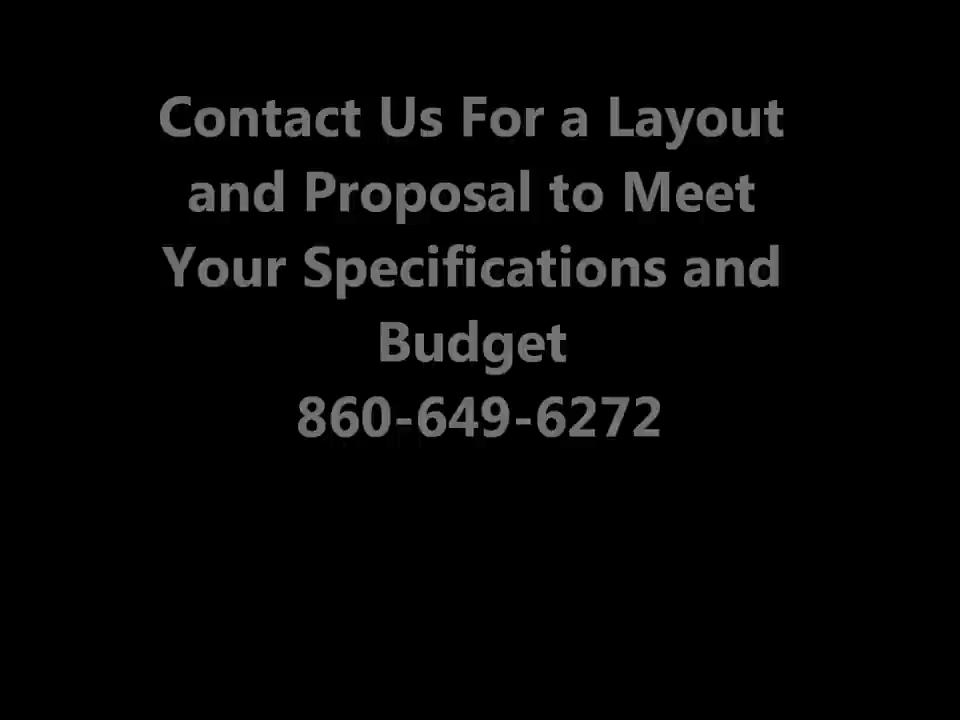 Contact Us For a Layout
and Proposal to Meet
Your Specifications and
Budget
860-649-6272